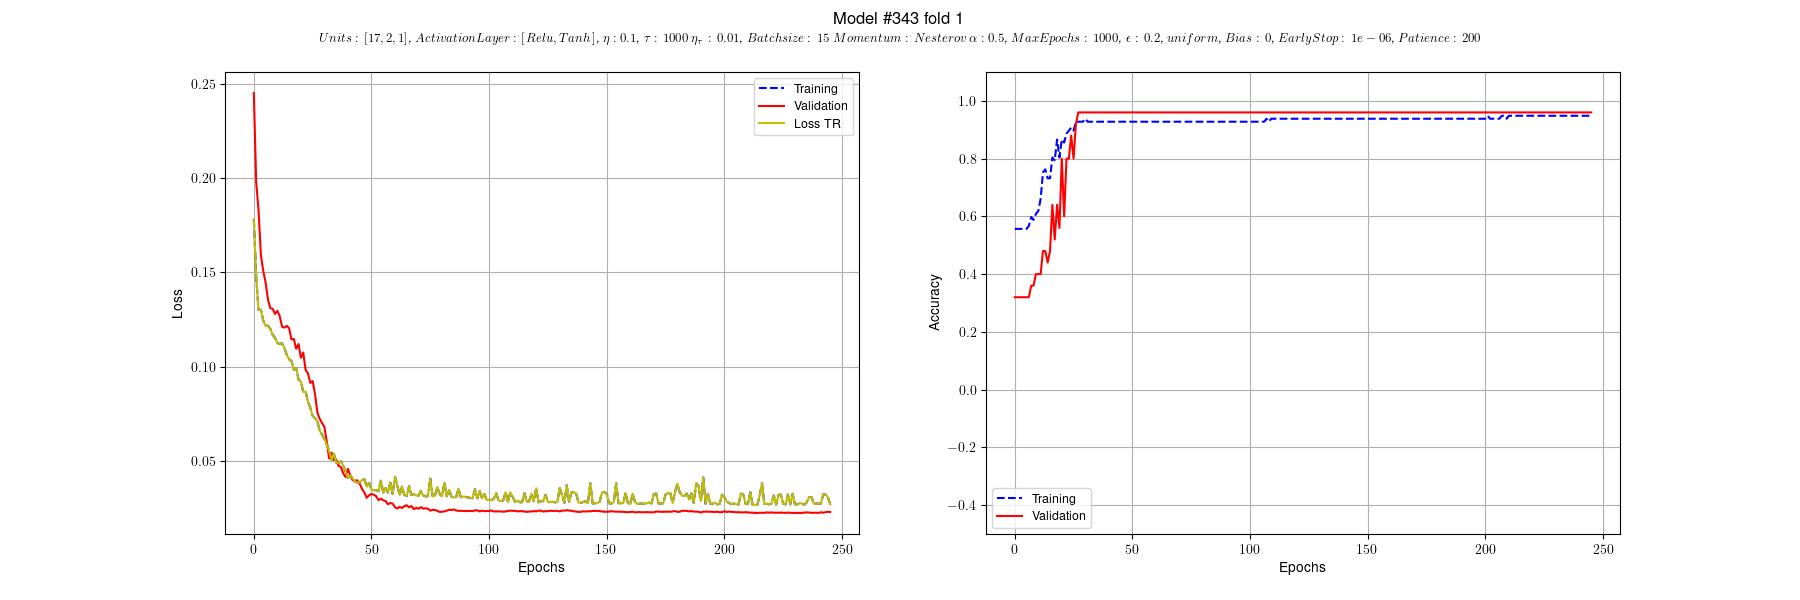 Model #343 fold 1
Units : [17, 2, 1], ActivationLayer : [Relu, Tanh], η : 0.1, τ : 1000 ητ : 0.01, Batchsize : 15 Momentum : Nesterov α : 0.5, MaxEpochs : 1000, ϵ : 0.2, uniform, Bias : 0, EarlyStop : 1e − 06, Patience : 200
0.25
0.20
0.15
0.10
0.05
Loss
0 50 100 150 200 250
Epochs
Training
Validation
Loss TR
1.0
0.8
0.6
0.4
0.2
0.0
−0.2
−0.4
Accuracy
Training
Validation
0 50 100 150 200 250
Epochs